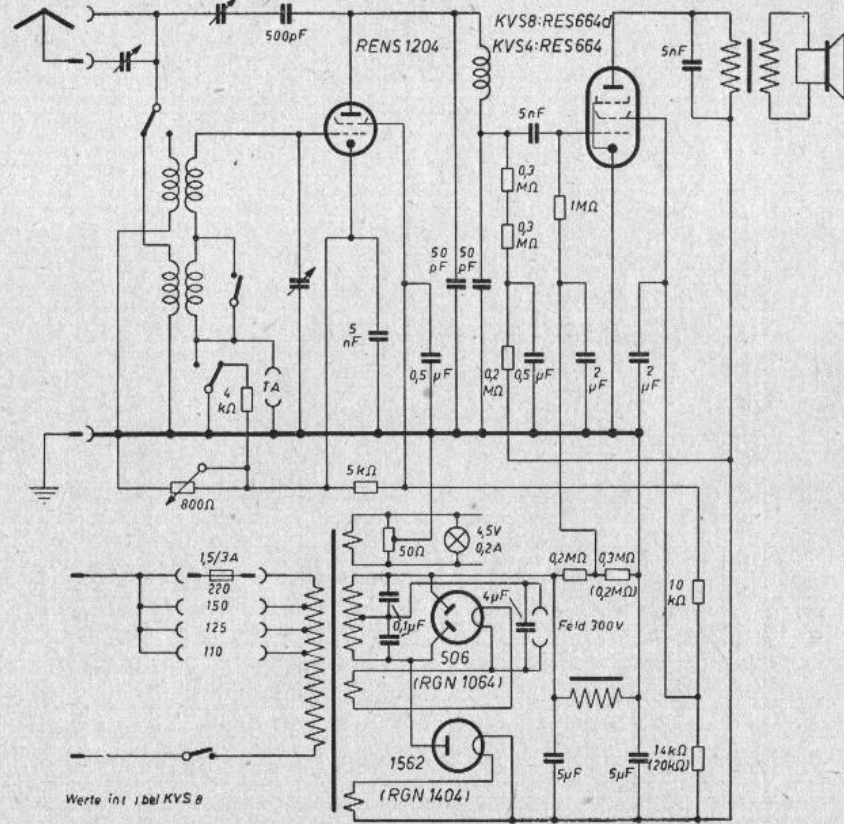 KVS8:RES664d
KVS4:RES664
500pF
RENS 1204
5nF
5nF
0,3
MΩ
0,3
MΩ
1MΩ
50
pF
50
pF
5
nF
0,5 µF
0,2
MΩ
0,5 µF
2
µF
2
µF
4
kΩ
TA
800Ω
5kΩ
50Ω
4,5V
0,2A
1,5/3A
220
150
125
110
0,1µF
4µF
Feld 300V
506
(RGN 1064)
0,2MΩ
0,3MΩ
(0,2MΩ)
10
kΩ
1562
(RGN 1404)
5µF
5µF
14kΩ
(20kΩ)
Werte in ( ) bei KVS 8